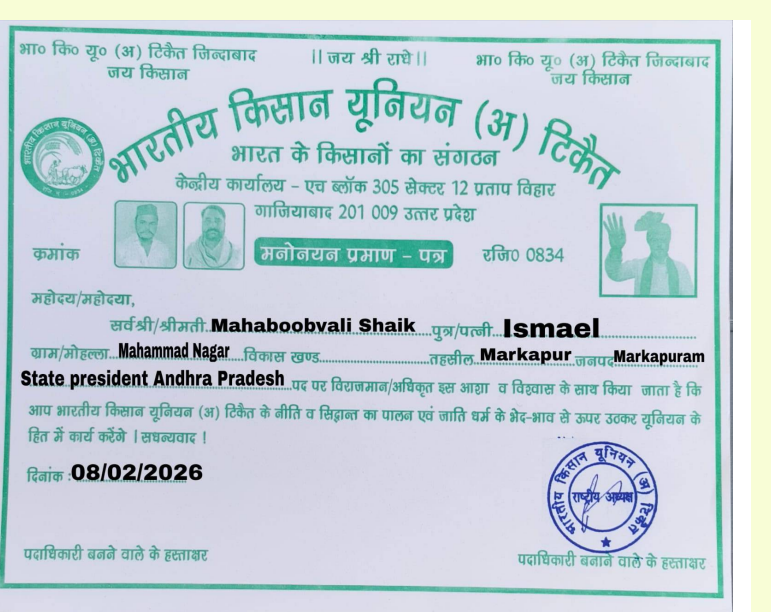 भा० कि० यू० (अ) टिकैत जिन्दाबाद
जय किसान
|| जय श्री राधे ||
भा० कि० यू० (अ) टिकैत जिन्दाबाद
जय किसान
भारतीय किसान यूनियन (अ) टिकैत
भारत के किसानों का संगठन
केन्द्रीय कार्यालय - एच ब्लॉक 305 सेक्टर 12 प्रताप विहार
गाजियाबाद 201 009 उत्तर प्रदेश
क्रमांक
मनोनयन प्रमाण - पत्र
रजि० 0834
महोदय/महोदया,
सर्वश्री/श्रीमती..Mahaboobvali Shaik...पुत्र/पत्नी..Ismael
ग्राम/मोहल्ला..Mahammad Nagar...विकास खण्ड..........तहसील.Markapur.जनपद Markapuram
State president Andhra Pradesh पद पर विराजमान/अधिकृत इस आशा व विश्वास के साथ किया जाता है कि
आप भारतीय किसान यूनियन (अ) टिकैत के नीति व सिद्वान्त का पालन एवं जाति धर्म के भेद-भाव से ऊपर उठकर यूनियन के
हित में कार्य करेंगे । सधन्यवाद !
दिनांक :08/02/2026
भारतीय किसान यूनियन (अ) टिकैत
राष्ट्रीय अध्यक्ष
पदाधिकारी बनने वाले के हस्ताक्षर
पदाधिकारी बनाने वाले के हस्ताक्षर